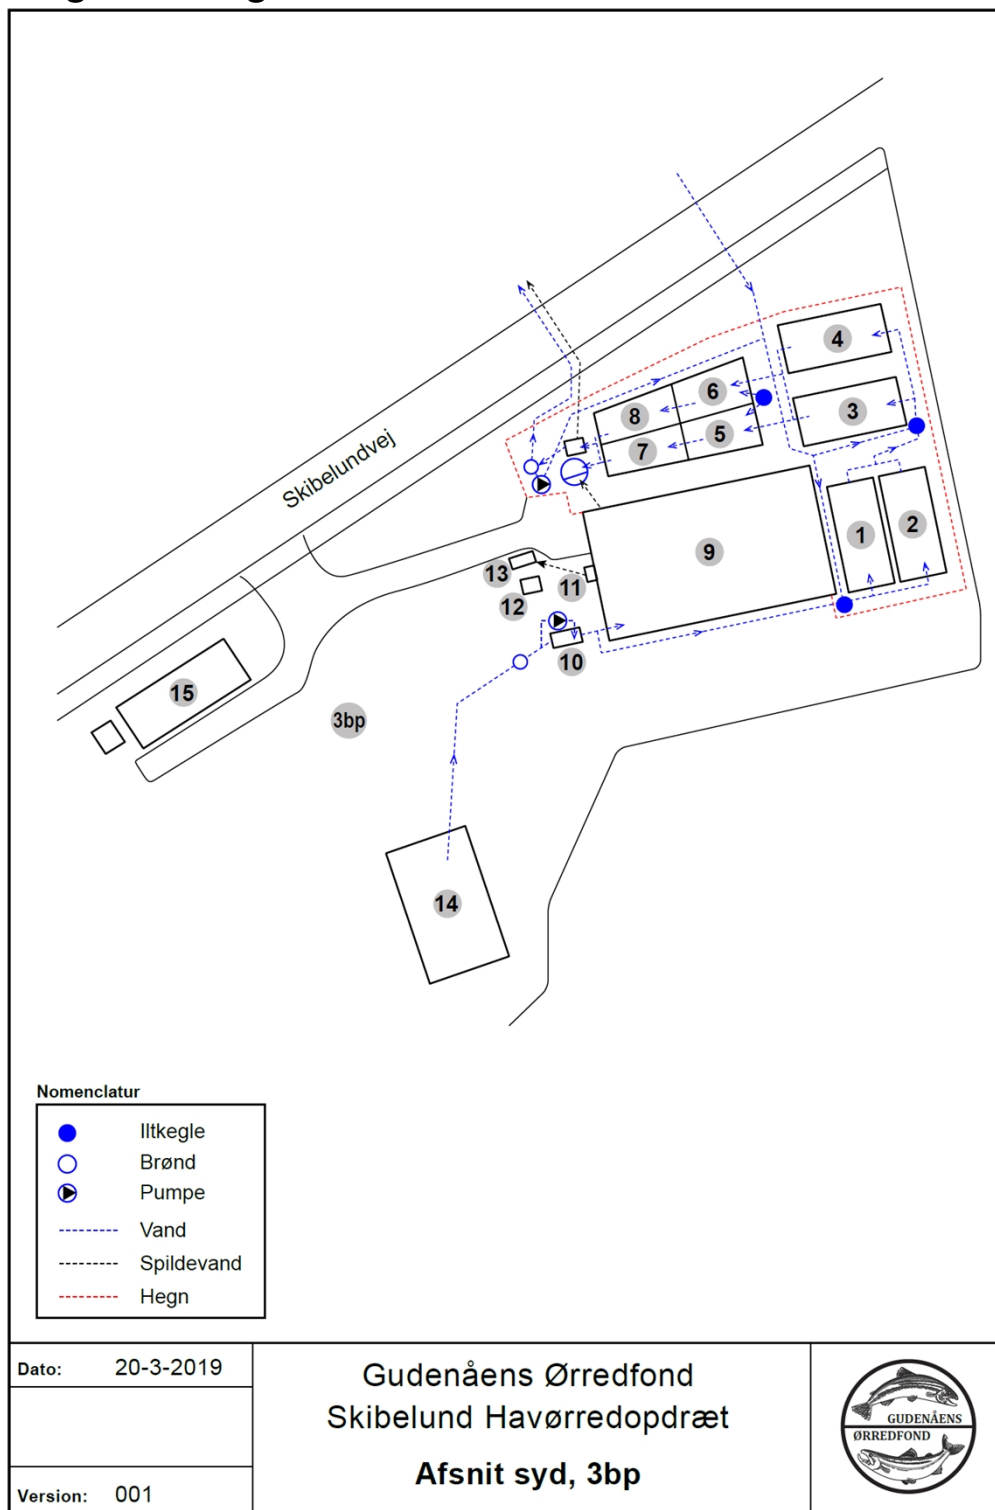 Skibelundvej
4
6
8
3
5
7
2
1
9
13
11
12
10
15
3bp
14
Nomenclatur
Iltkegle
Brønd
Pumpe
Vand
Spildevand
Hegn
Dato: 20-3-2019
Version: 001
Gudenåens Ørredfond
Skibelund Havørredopdræt
Afsnit syd, 3bp
GUDENÅENS
ØRREDFOND